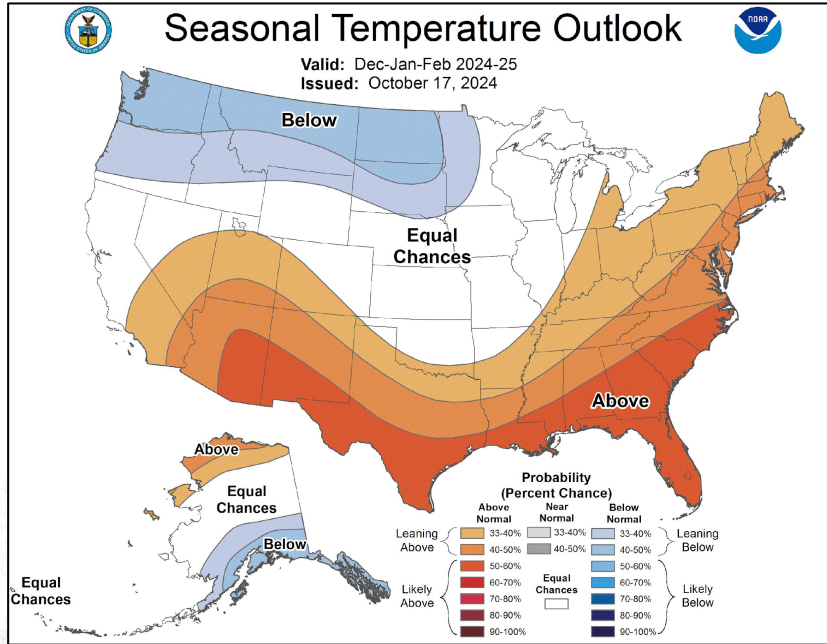 Seasonal Temperature Outlook
NOAA
Valid: Dec-Jan-Feb 2024-25
Issued: October 17, 2024
Below
Equal
Chances
Above
Above
Equal
Chances
Below
Equal
Chances
Probability
(Percent Chance)
Above
Normal
Near
Normal
Below
Normal
Leaning
Above
33-40%
33-40%
33-40%
Leaning
Below
40-50%
40-50%
40-50%
Likely
Above
50-60%
50-60%
Likely
Below
60-70%
Equal
Chances
60-70%
70-80%
70-80%
80-90%
80-90%
90-100%
90-100%